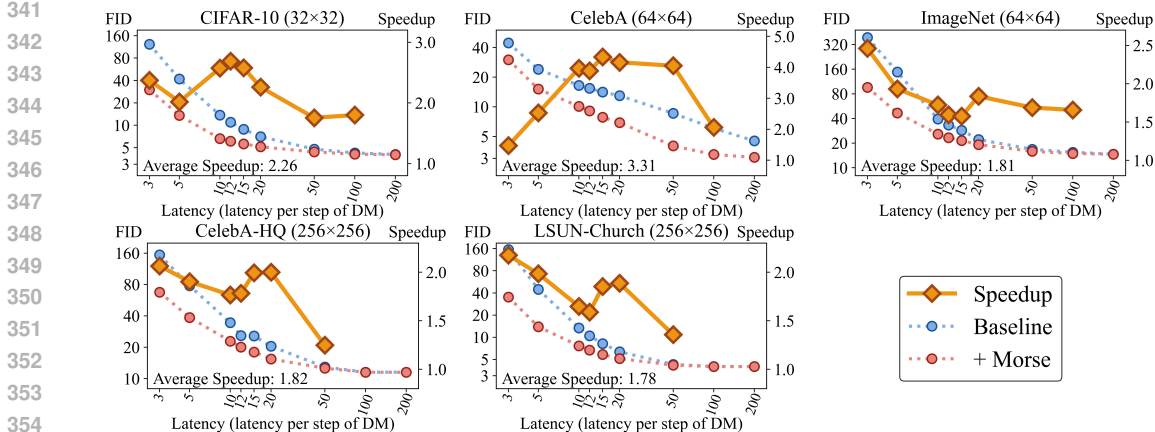 341
342
343
344
345
346
347
348
349
350
351
352
353
354
FID CIFAR-10 (32×32)
160
80
40
20
10
5
3
3.0
2.0
1.0
Average Speedup: 2.26
3 5 10 12 15 20 50 100 200
Latency (latency per step of DM)
CelebA (64×64)
FID
40
20
10
5
3
5.0
4.0
3.0
2.0
1.0
Average Speedup: 3.31
3 5 10 12 15 20 50 100 200
Latency (latency per step of DM)
FID ImageNet (64×64) Speedup
320
160
80
40
20
10
2.5
2.0
1.5
1.0
Average Speedup: 1.81
3 5 10 12 15 20 50 100 200
Latency (latency per step of DM)
FID CelebA-HQ (256×256) Speedup
160
80
40
20
10
2.0
1.5
1.0
Average Speedup: 1.82
3 5 10 12 15 20 50 100 200
Latency (latency per step of DM)
LSUN-Church (256×256) Speedup
160
80
40
20
10
5
3
2.0
1.5
1.0
Average Speedup: 1.78
3 5 10 12 15 20 50 100 200
Latency (latency per step of DM)
Speedup
Baseline
+ Morse